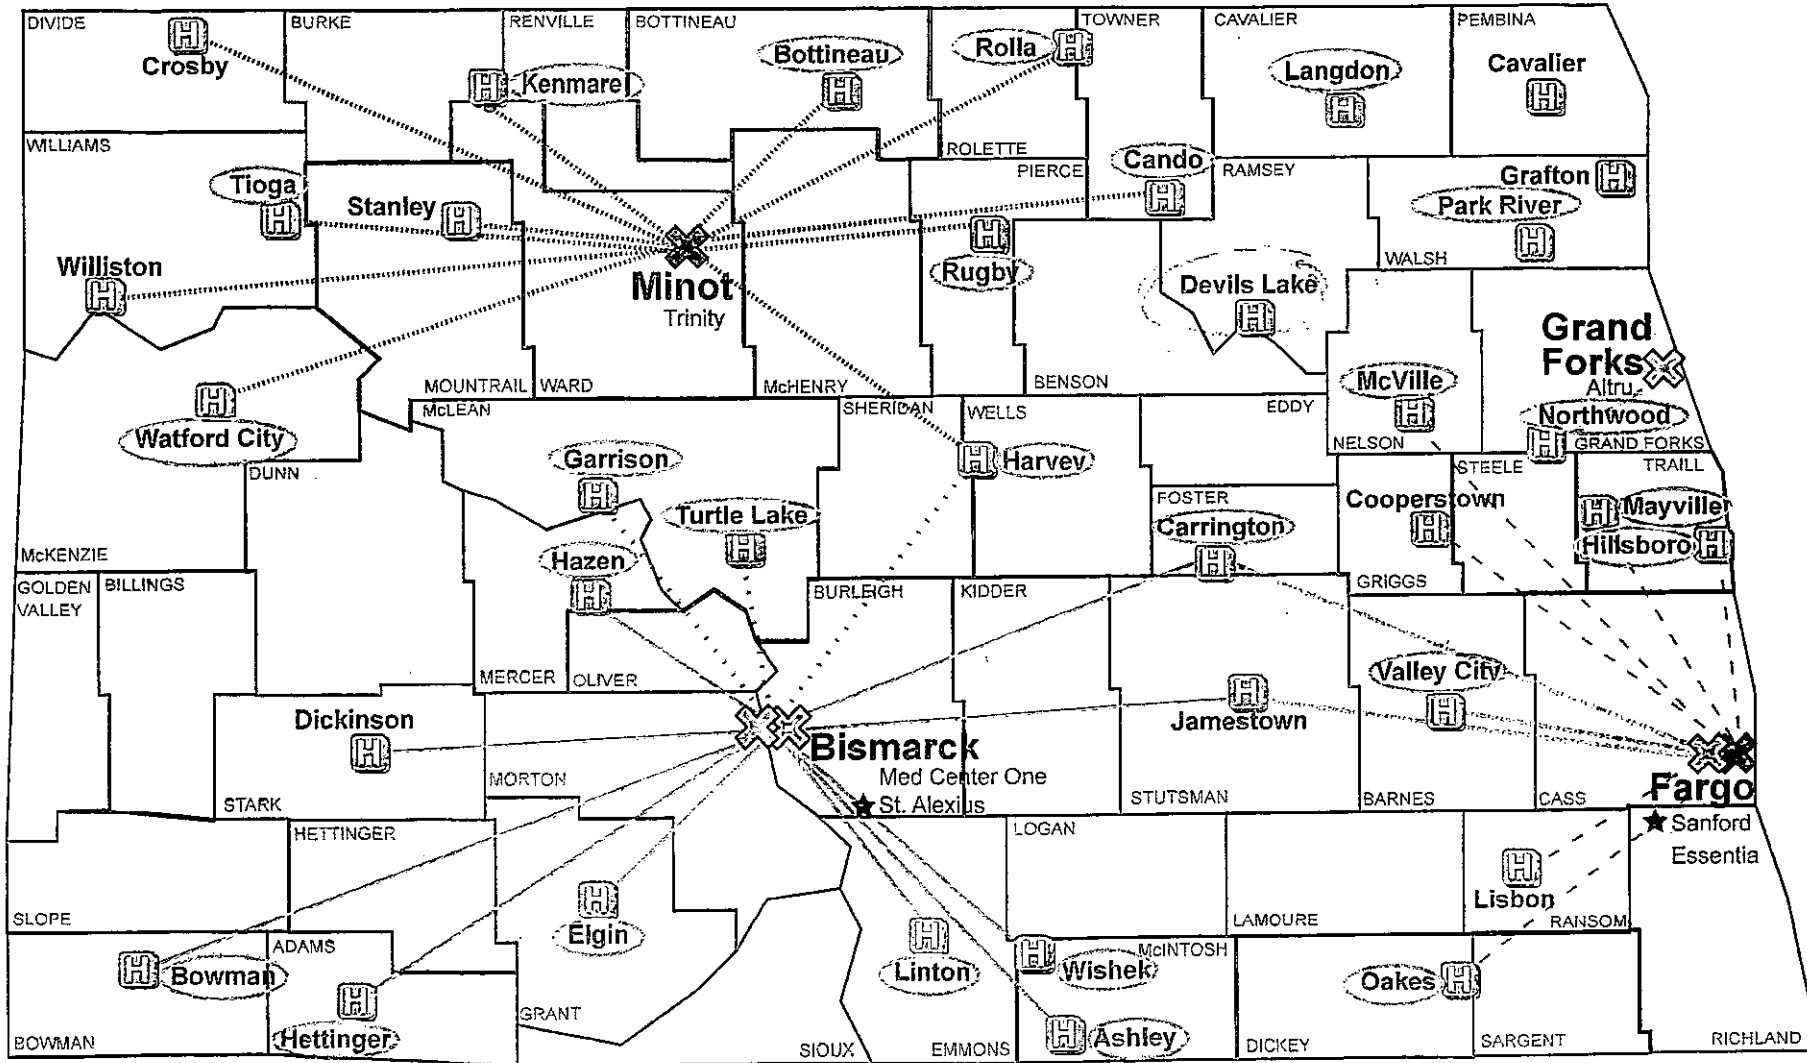 DIVIDE
BURKE
RENVILLE
BOTTINEAU
TOWNER
CAVALIER
PEMBINA
H
Crosby
H
Kenmare
Bottineau
H
Rolla
H
Langdon
H
Cavalier
H
WILLIAMS
ROLETTE
Cando
H
PIERCE
RAMSEY
Grafton
H
Tioga
H
Stanley
H
Park River
H
WALSH
Williston
H
Minot
Trinity
H
Rugby
Devils Lake
H
Grand
Forks
Altru
MOUNTRAIL
WARD
McHENRY
BENSON
McVille
H
Northwood
H
Watford City
H
McLEAN
SHERIDAN
WELLS
EDDY
NELSON
GRAND FORKS
DUNN
Garrison
H
H
Harvey
STEELE
TRAILL
Turtle Lake
H
FOSTER
Carrington
H
Cooperstown
H
H
Mayville
Hillsboro
H
McKENZIE
Hazen
H
GOLDEN
VALLEY
BILLINGS
BURLEIGH
KIDDER
GRIGGS
MERCER
OLIVER
Valley City
H
Dickinson
H
H
Jamestown
Bismarck
Med Center One
St. Alexius
MORTON
STARK
STUTSMAN
BARNES
CASS
Fargo
Sanford
Essentia
HETTINGER
LOGAN
H
Lisbon
RANSOM
SLOPE
H
Elgin
LAMOURE
H
Bowman
ADAMS
H
Hettinger
H
Linton
H
Wishek
McINTOSH
Oakes
H
BOWMAN
GRANT
SIOUX
EMMONS
H
Ashley
DICKEY
SARGENT
RICHLAND